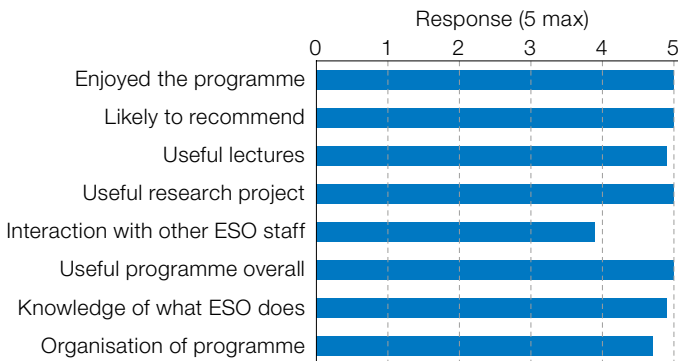 Response (5 max)
0 1 2 3 4 5
Enjoyed the programme
Likely to recommend
Useful lectures
Useful research project
Interaction with other ESO staff
Useful programme overall
Knowledge of what ESO does
Organisation of programme